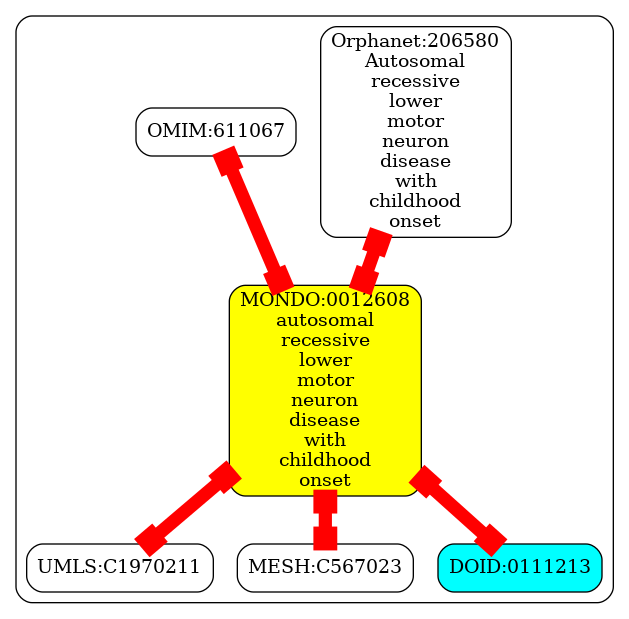 Orphanet:206580
Autosomal
recessive
lower
motor
neuron
disease
with
childhood
onset
OMIM:611067
MONDO:0012608
autosomal
recessive
lower
motor
neuron
disease
with
childhood
onset
UMLS:C1970211
MESH:C567023
DOID:0111213